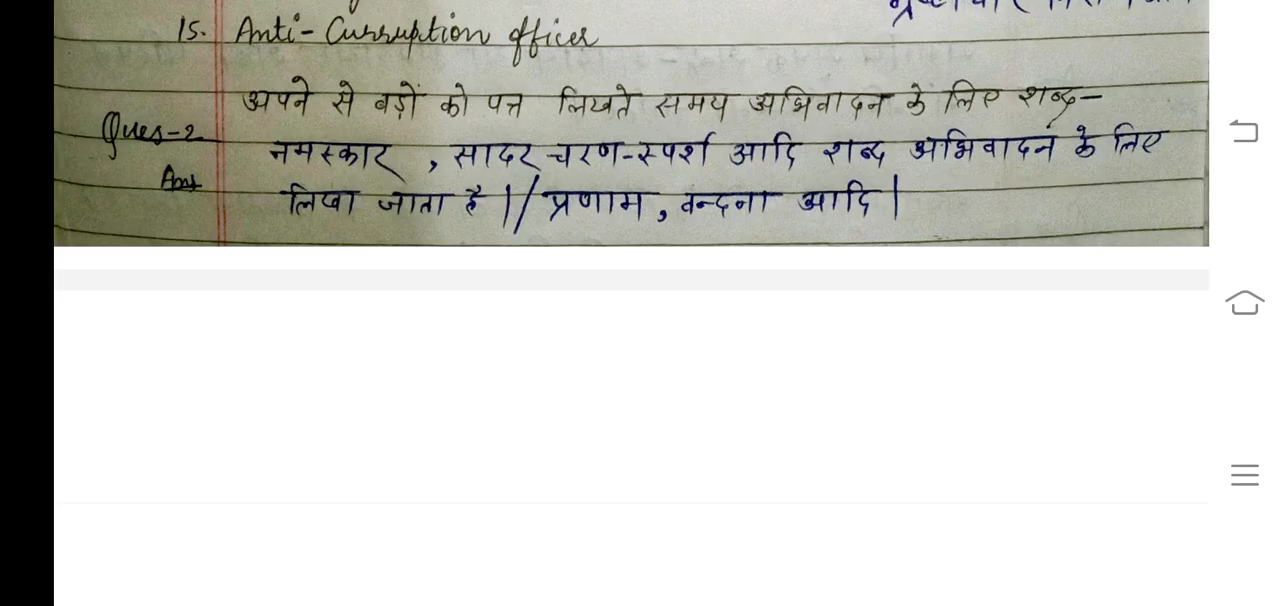 15. Anti-Curruption officer
अपने से बड़ों को पत्र लिखते समय अभिवादन के लिए शब्द-
Ques-2
नमस्कार, सादर चरण-स्पर्श आदि शब्द अभिवादन के लिए
Ans
लिखा जाता है।// प्रणाम, वन्दना आदि।